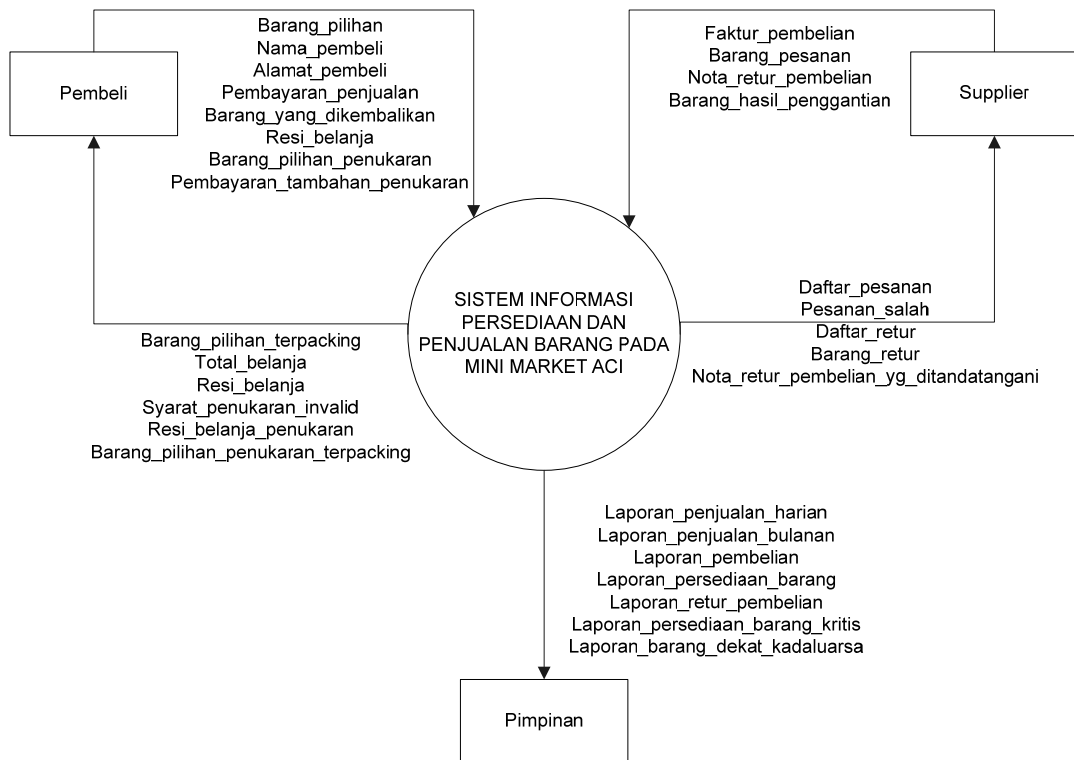 Pembeli
Barang_pilihan
Nama_pembeli
Alamat_pembeli
Pembayaran_penjualan
Barang_yang_dikembalikan
Resi_belanja
Barang_pilihan_penukaran
Pembayaran_tambahan_penukaran
Faktur_pembelian
Barang_pesanan
Nota_retur_pembelian
Barang_hasil_penggantian
Supplier
SISTEM INFORMASI
PERSEDIAAN DAN
PENJUALAN BARANG PADA
MINI MARKET ACI
Barang_pilihan_terpacking
Total_belanja
Resi_belanja
Syarat_penukaran_invalid
Resi_belanja_penukaran
Barang_pilihan_penukaran_terpacking
Daftar_pesanan
Pesanan_salah
Daftar_retur
Barang_retur
Nota_retur_pembelian_yg_ditandatangani
Laporan_penjualan_harian
Laporan_penjualan_bulanan
Laporan_pembelian
Laporan_persediaan_barang
Laporan_retur_pembelian
Laporan_persediaan_barang_kritis
Laporan_barang_dekat_kadaluarsa
Pimpinan